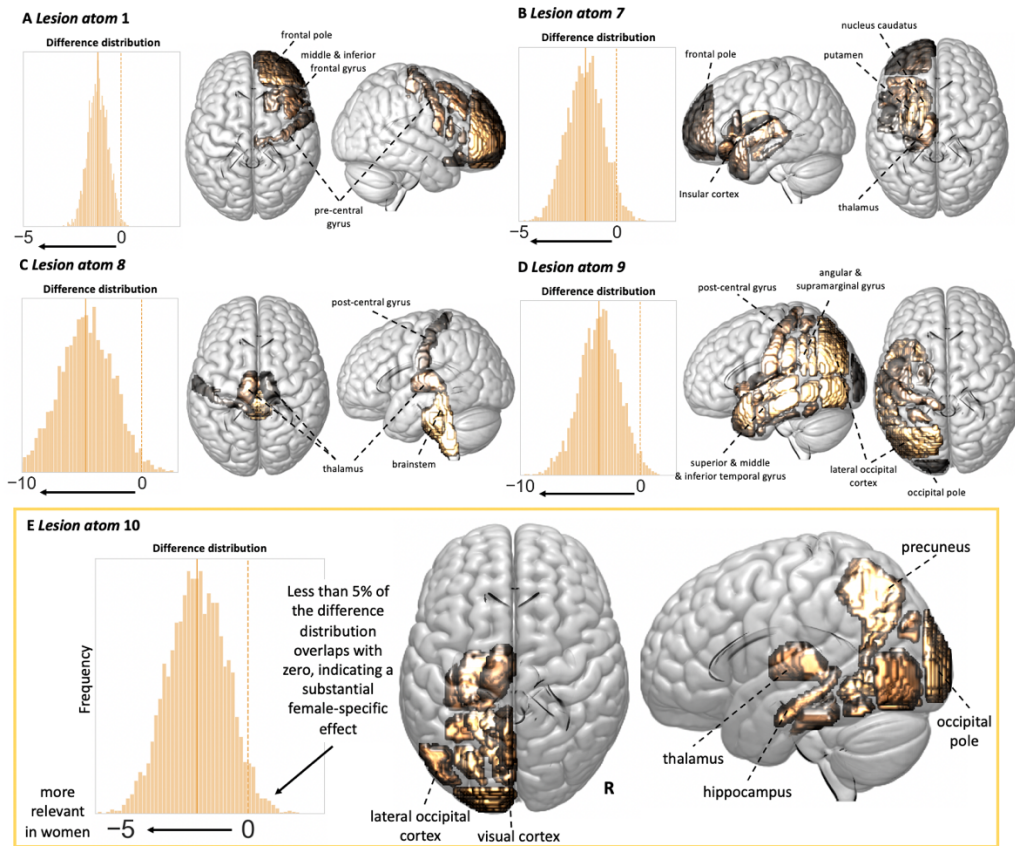 A Lesion atom 1
Difference distribution
−5
0
frontal pole
middle & inferior
frontal gyrus
pre-central
gyrus
B Lesion atom 7
Difference distribution
−5
0
frontal pole
Insular cortex
nucleus caudatus
putamen
thalamus
C Lesion atom 8
Difference distribution
−10
0
post-central gyrus
thalamus
brainstem
D Lesion atom 9
Difference distribution
−10
0
post-central gyrus
angular &
supramarginal gyrus
superior & middle
& inferior temporal gyrus
lateral occipital
cortex
occipital pole
E Lesion atom 10
Difference distribution
Frequency
more
relevant
in women
−5
0
Less than 5% of
the difference
distribution
overlaps with
zero, indicating a
substantial
female-specific
effect
lateral occipital
cortex
visual cortex
R
precuneus
thalamus
hippocampus
occipital
pole